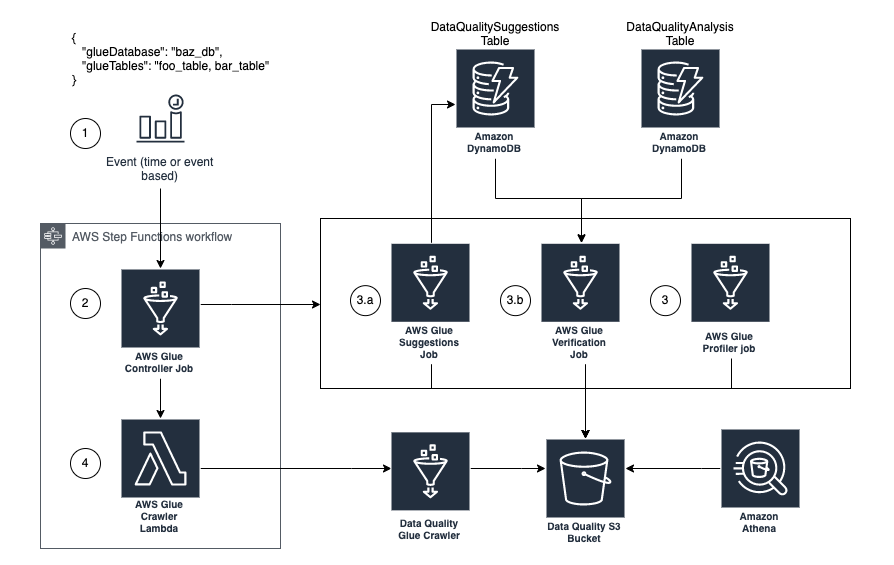 {
"glueDatabase": "baz_db",
"glueTables": "foo_table, bar_table"
}
1
Event (time or event
based)
DataQualitySuggestions
Table
Amazon
DynamoDB
DataQualityAnalysis
Table
Amazon
DynamoDB
AWS Step Functions workflow
2
AWS Glue
Controller Job
3.a
AWS Glue
Suggestions
Job
3.b
AWS Glue
Verification
Job
3
AWS Glue
Profiler job
4
AWS Glue
Crawler
Lambda
Data Quality
Glue Crawler
Data Quality S3
Bucket
Amazon
Athena